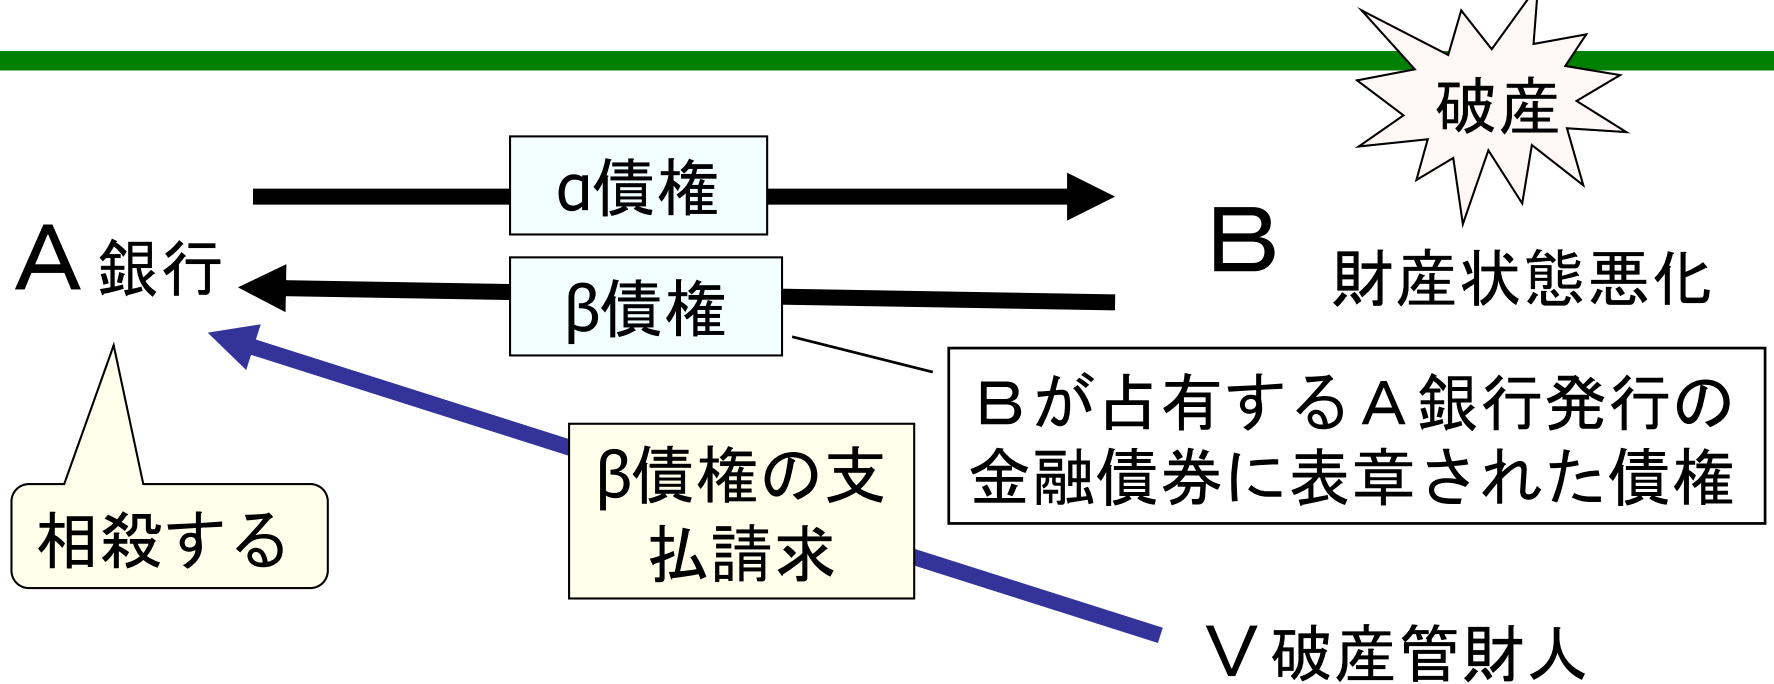 破産
α債権
A銀行
B
財産状態悪化
β債権
Bが占有するA銀行発行の
金融債券に表章された債権
β債権の支
払請求
相殺する
V破産管財人